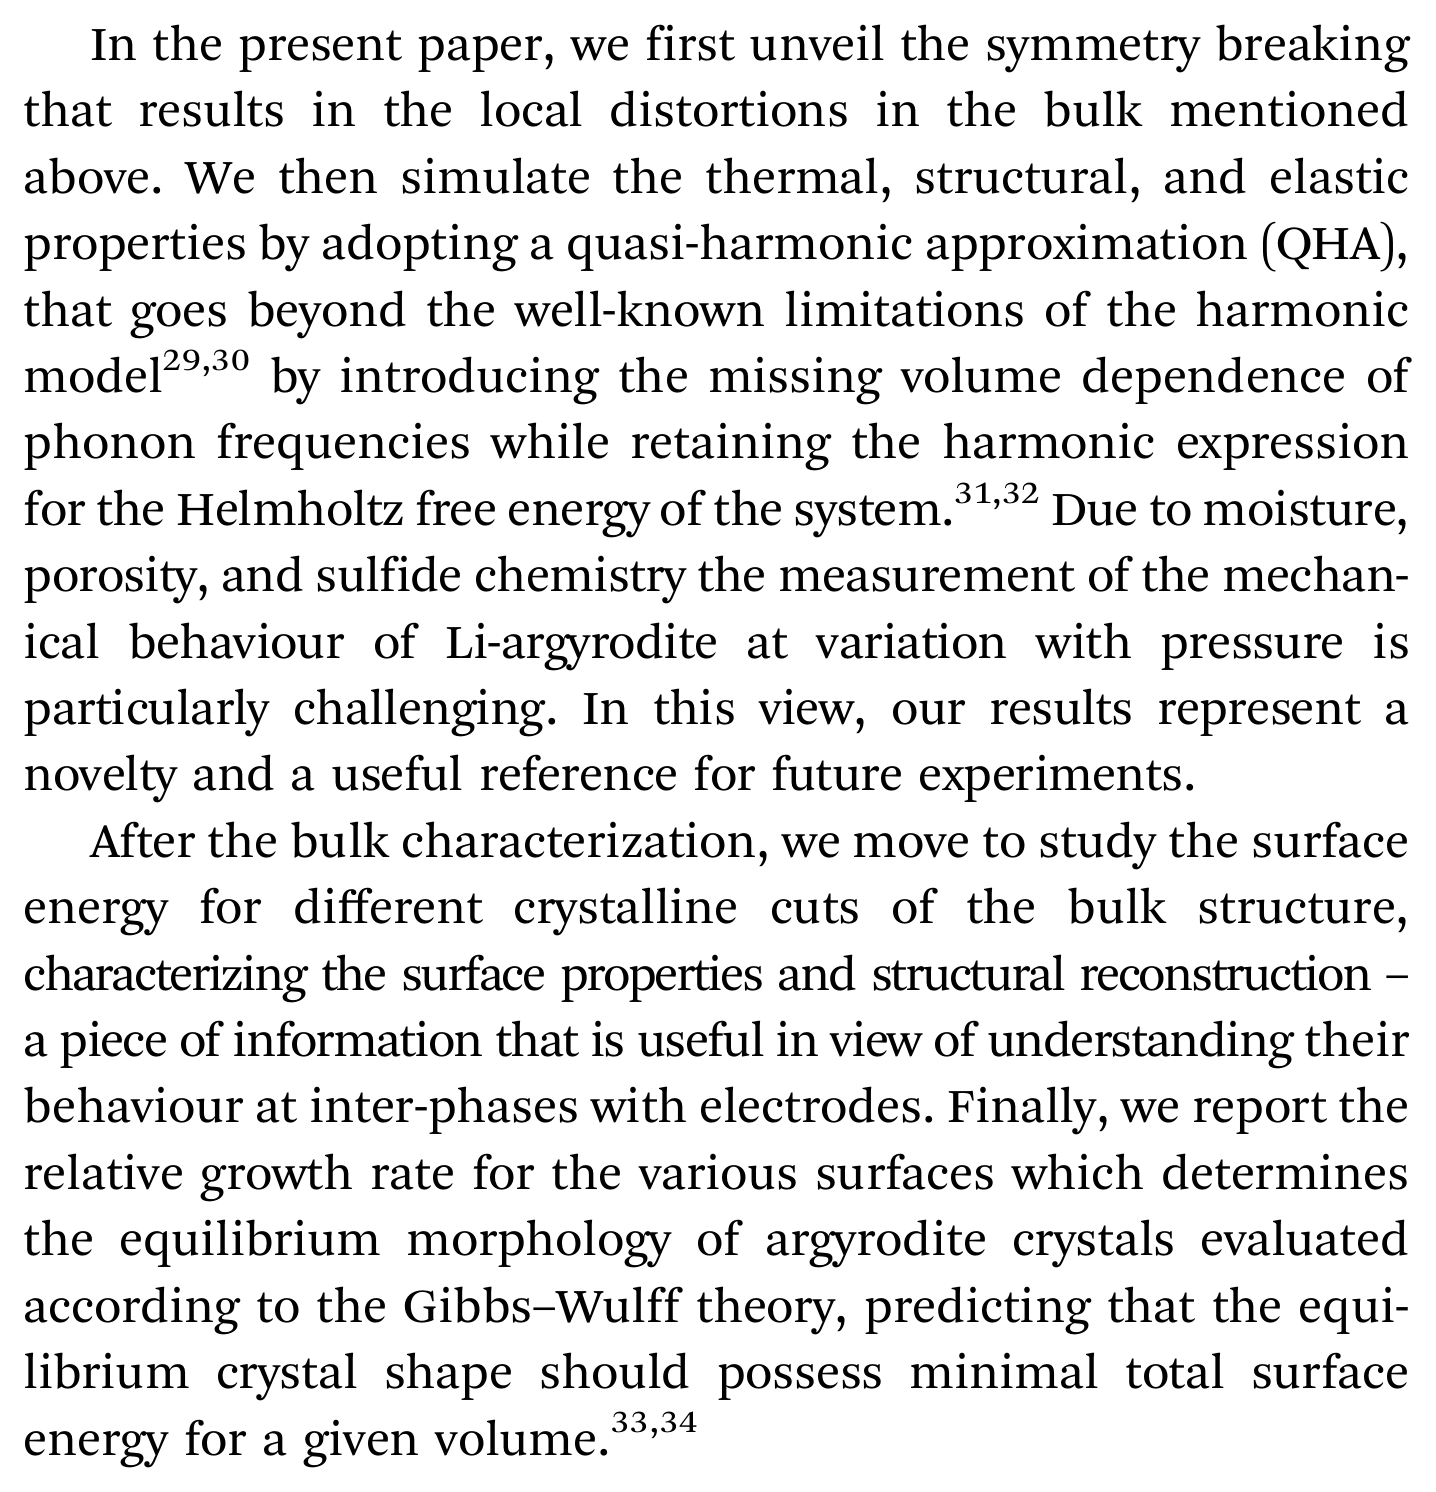 In the present paper, we first unveil the symmetry breaking
that results in the local distortions in the bulk mentioned
above. We then simulate the thermal, structural, and elastic
properties by adopting a quasi-harmonic approximation (QHA),
that goes beyond the well-known limitations of the harmonic
model29,30 by introducing the missing volume dependence of
phonon frequencies while retaining the harmonic expression
for the Helmholtz free energy of the system.31,32 Due to moisture,
porosity, and sulfide chemistry the measurement of the mechan-
ical behaviour of Li-argyrodite at variation with pressure is
particularly challenging. In this view, our results represent a
novelty and a useful reference for future experiments.
After the bulk characterization, we move to study the surface
energy for different crystalline cuts of the bulk structure,
characterizing the surface properties and structural reconstruction –
a piece of information that is useful in view of understanding their
behaviour at inter-phases with electrodes. Finally, we report the
relative growth rate for the various surfaces which determines
the equilibrium morphology of argyrodite crystals evaluated
according to the Gibbs–Wulff theory, predicting that the equi-
librium crystal shape should possess minimal total surface
energy for a given volume.33,34